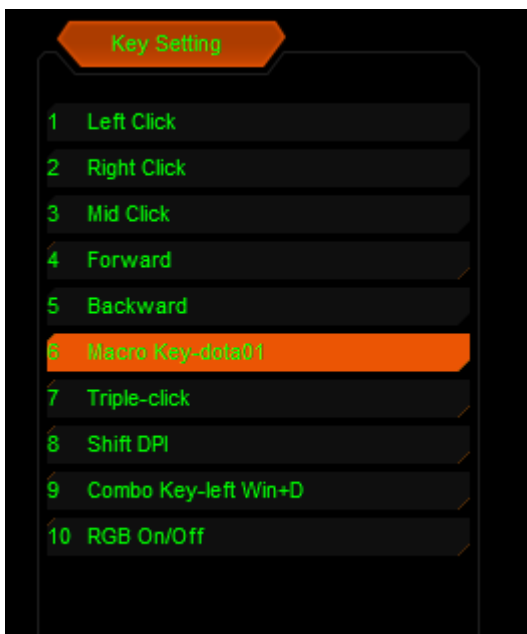 Key Setting
1 Left Click
2 Right Click
3 Mid Click
4 Forward
5 Backward
6 Macro Key-dota01
7 Triple-click
8 Shift DPI
9 Combo Key-left Win+D
10 RGB On/Off